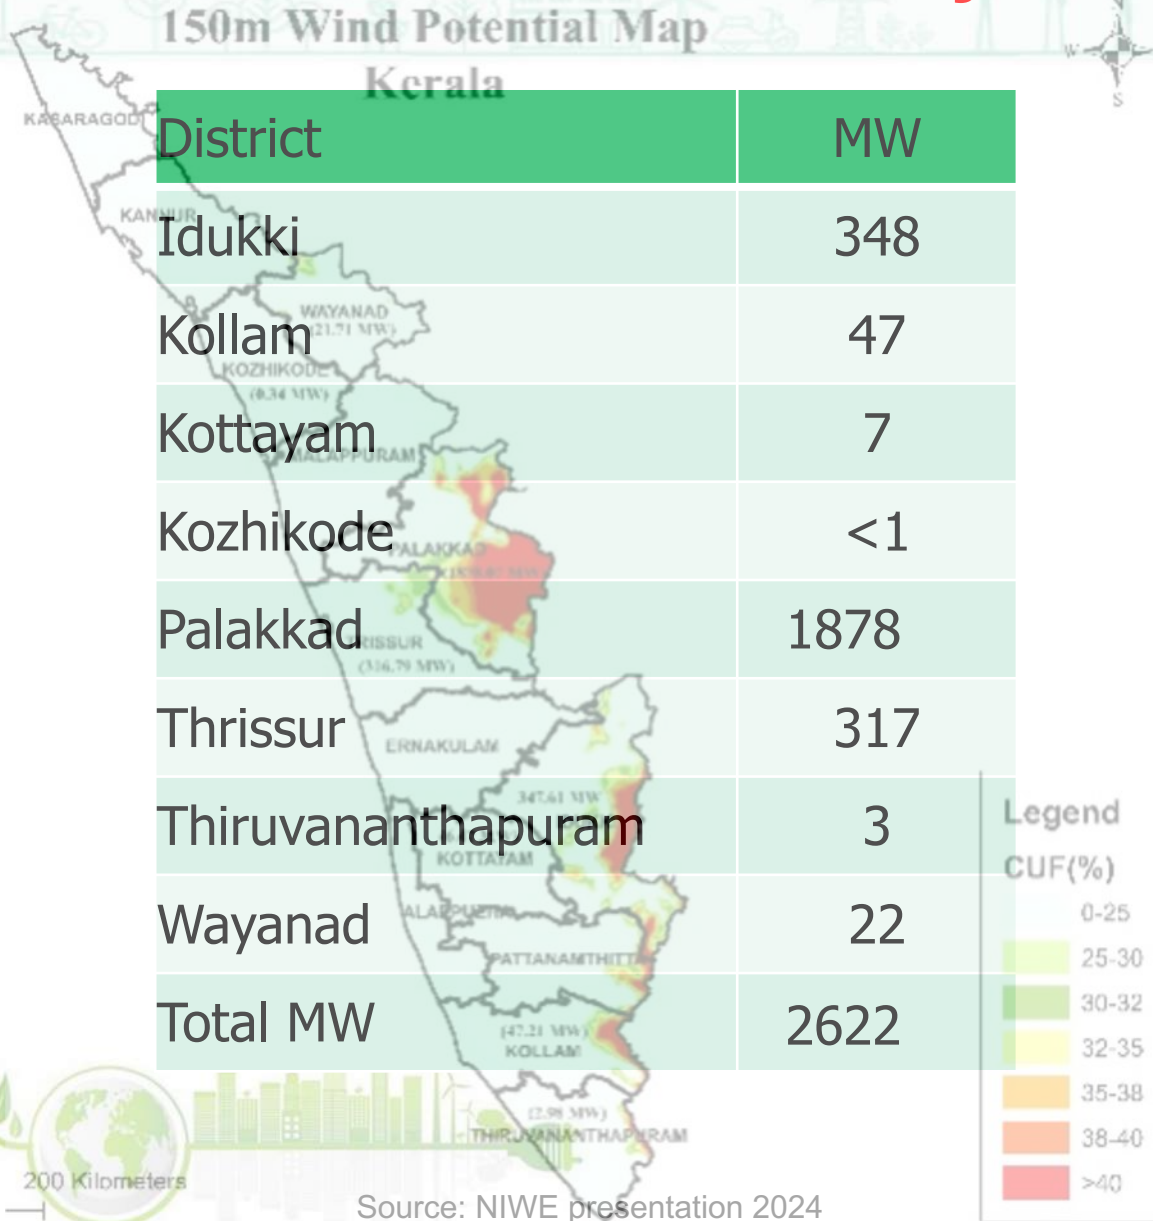 150m Wind Potential Map
Kerala
W
S
KASARAGOD
KANNUR
WAYANAD
(21.71 MW)
KOZHIKODE
(0.34 MW)
MALAPPURAM
PALAKKAD
TRISSUR
(316.79 MW)
ERNAKULAM
347.61 MW
KOTTAYAM
PATTANAMTHITTA
(47.21 MW)
KOLLAM
(2.98 MW)
THIRUVANANTHAPURAM
District MW
Idukki 348
Kollam 47
Kottayam 7
Kozhikode <1
Palakkad 1878
Thrissur 317
Thiruvananthapuram 3
Wayanad 22
Total MW 2622
Legend
CUF(%)
0-25
25-30
30-32
32-35
35-38
38-40
>40
200 Kilometers
Source: NIWE presentation 2024